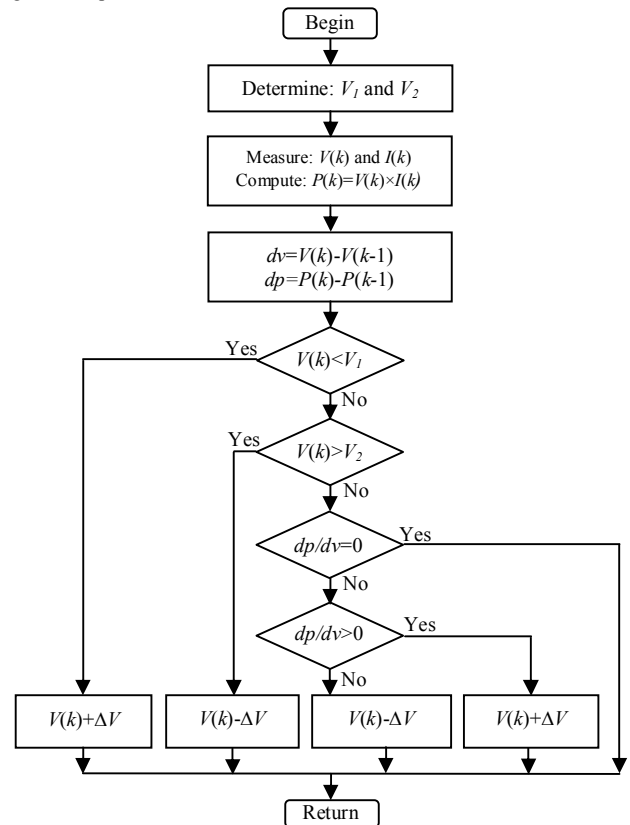 Begin
Determine: V₁ and V₂
Measure: V(k) and I(k)
Compute: P(k)=V(k)×I(k)
dv=V(k)-V(k-1)
dp=P(k)-P(k-1)
Yes
V(k)<V₁
No
Yes
V(k)>V₂
No
dp/dv=0
Yes
No
dp/dv>0
Yes
No
V(k)+ΔV
V(k)-ΔV
V(k)-ΔV
V(k)+ΔV
Return